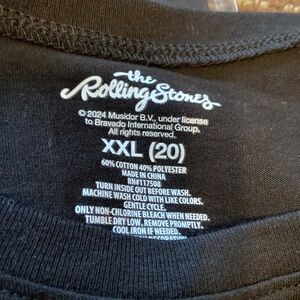 the
Rolling Stones
© 2024 Musidor B.V., under license
to Bravado International Group.
All rights reserved.
XXL (20)
60% COTTON 40% POLYESTER
MADE IN CHINA
RN#117508
TURN INSIDE OUT BEFORE WASH.
MACHINE WASH COLD WITH LIKE COLORS.
GENTLE CYCLE.
ONLY NON-CHLORINE BLEACH WHEN NEEDED.
TUMBLE DRY LOW. REMOVE PROMPTLY.
COOL IRON IF NEEDED.
DECORATION